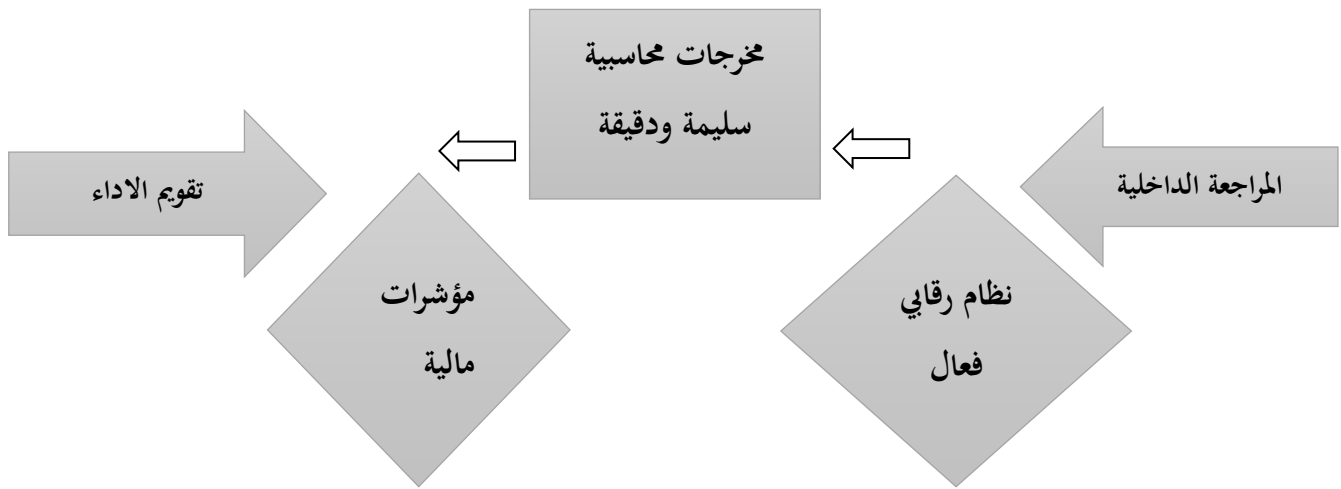 مخرجات محاسبية
سليمة ودقيقة
المراجعة الداخلية
تقويم الاداء
نظام رقابي
فعال
مؤشرات
مالية